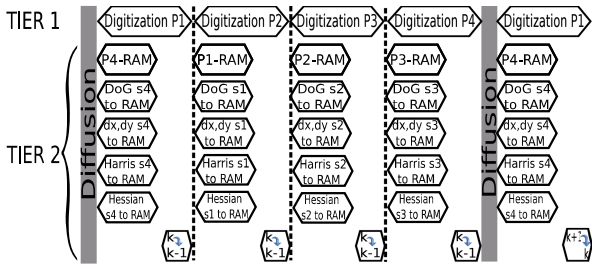 TIER 1
Digitization P1
Digitization P2
Digitization P3
Digitization P4
Digitization P1
TIER 2
Diffusion
Diffusion
P4-RAM
P1-RAM
P2-RAM
P3-RAM
P4-RAM
DoG s4
to RAM
DoG s1
to RAM
DoG s2
to RAM
DoG s3
to RAM
DoG s4
to RAM
dx,dy s4
to RAM
dx,dy s1
to RAM
dx,dy s2
to RAM
dx,dy s3
to RAM
dx,dy s4
to RAM
Harris s4
to RAM
Harris s1
to RAM
Harris s2
to RAM
Harris s3
to RAM
Harris s4
to RAM
Hessian
s4 to RAM
Hessian
s1 to RAM
Hessian
s2 to RAM
Hessian
s3 to RAM
Hessian
s4 to RAM
k
k-1
k
k-1
k
k-1
k
k-1
k